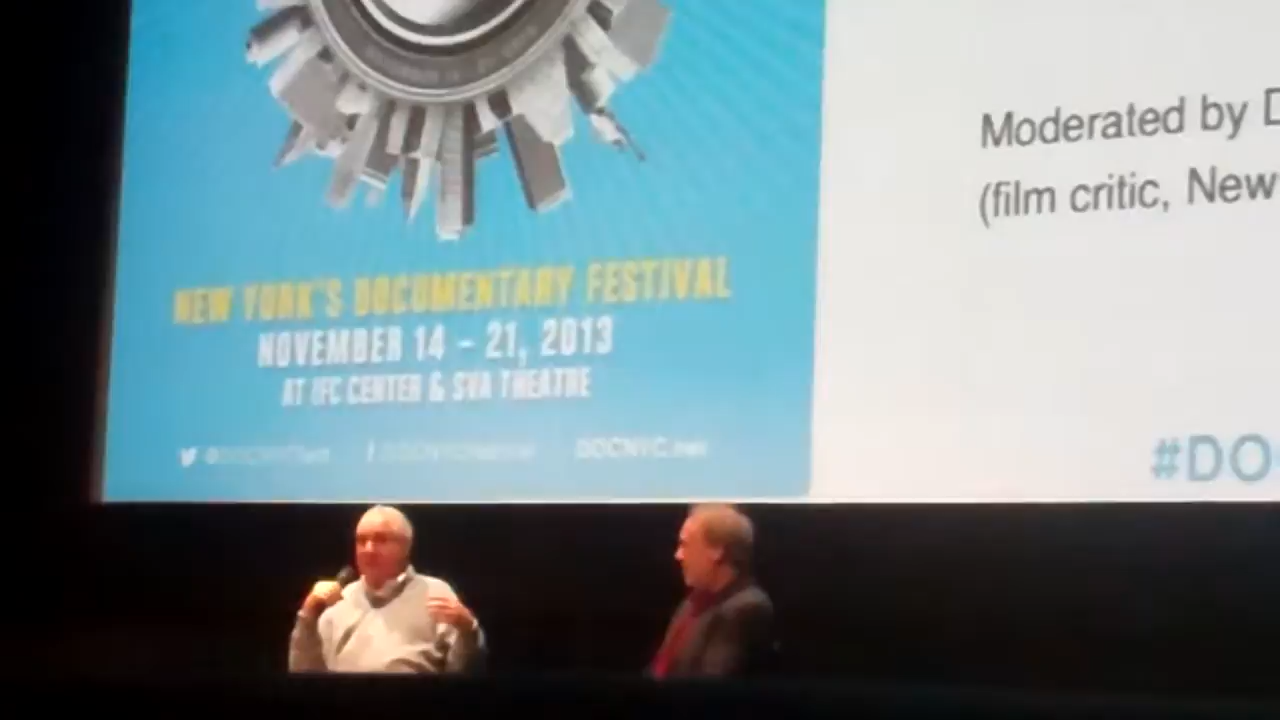 NEW YORK'S DOCUMENTARY FESTIVAL
NOVEMBER 14 - 21, 2013
AT IFC CENTER & SVA THEATRE
DOCNYC.net
Moderated by D
(film critic, New
#DO